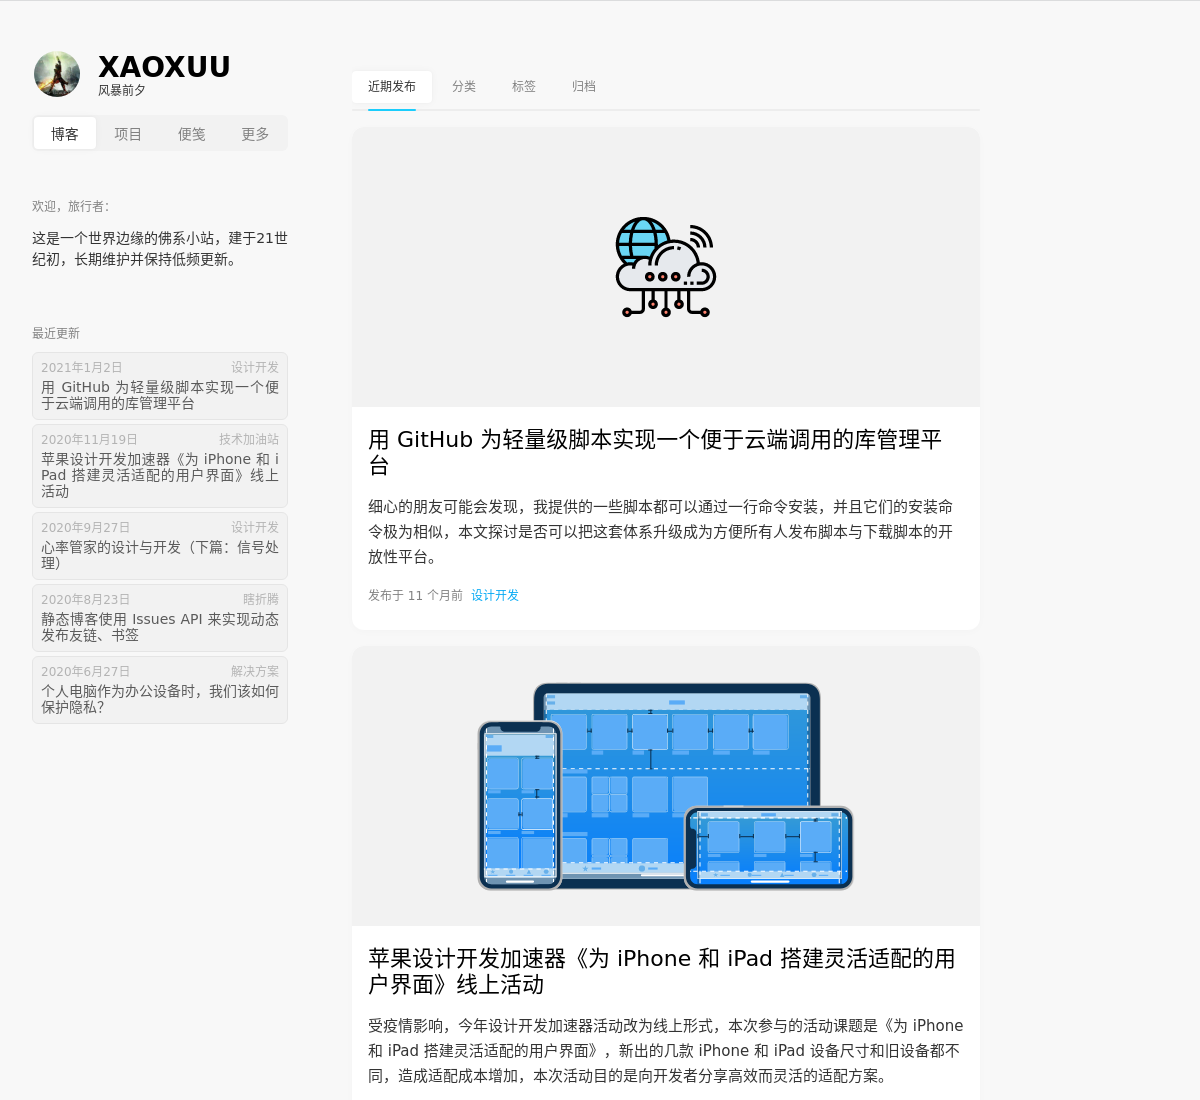 XAOXUU
风暴前夕
博客
项目
便笺
更多
欢迎，旅行者：
这是一个世界边缘的佛系小站，建于21世
纪初，长期维护并保持低频更新。
最近更新
2021年1月2日 设计开发
用 GitHub 为轻量级脚本实现一个便
于云端调用的库管理平台
2020年11月19日 技术加油站
苹果设计开发加速器《为 iPhone 和 i
Pad 搭建灵活适配的用户界面》线上
活动
2020年9月27日 设计开发
心率管家的设计与开发（下篇：信号处
理）
2020年8月23日 瞎折腾
静态博客使用 Issues API 来实现动态
发布友链、书签
2020年6月27日 解决方案
个人电脑作为办公设备时，我们该如何
保护隐私？
近期发布
分类
标签
归档
用 GitHub 为轻量级脚本实现一个便于云端调用的库管理平
台
细心的朋友可能会发现，我提供的一些脚本都可以通过一行命令安装，并且它们的安装命
令极为相似，本文探讨是否可以把这套体系升级成为方便所有人发布脚本与下载脚本的开
放性平台。
发布于 11 个月前 设计开发
苹果设计开发加速器《为 iPhone 和 iPad 搭建灵活适配的用
户界面》线上活动
受疫情影响，今年设计开发加速器活动改为线上形式，本次参与的活动课题是《为 iPhone
和 iPad 搭建灵活适配的用户界面》，新出的几款 iPhone 和 iPad 设备尺寸和旧设备都不
同，造成适配成本增加，本次活动目的是向开发者分享高效而灵活的适配方案。